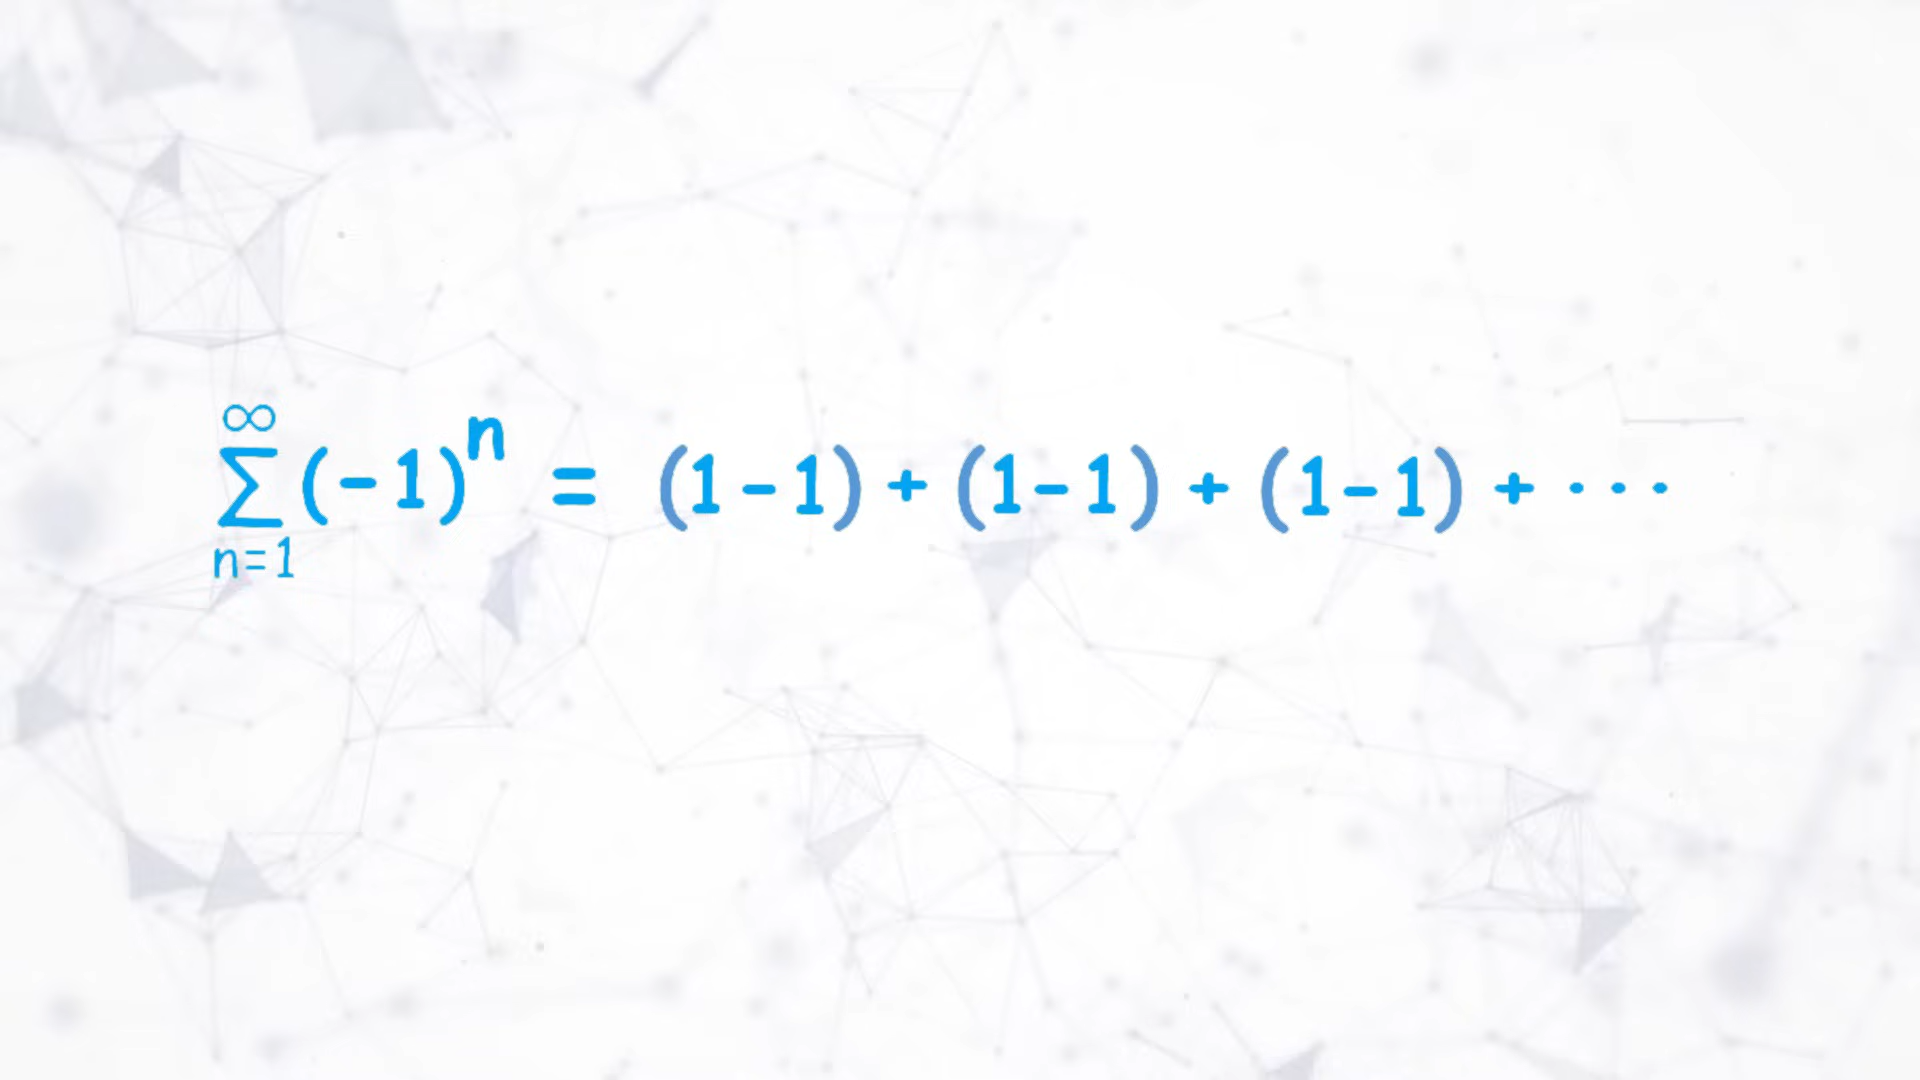 ∞
∑ (-1)^n = (1-1) + (1-1) + (1-1) + ···
n=1